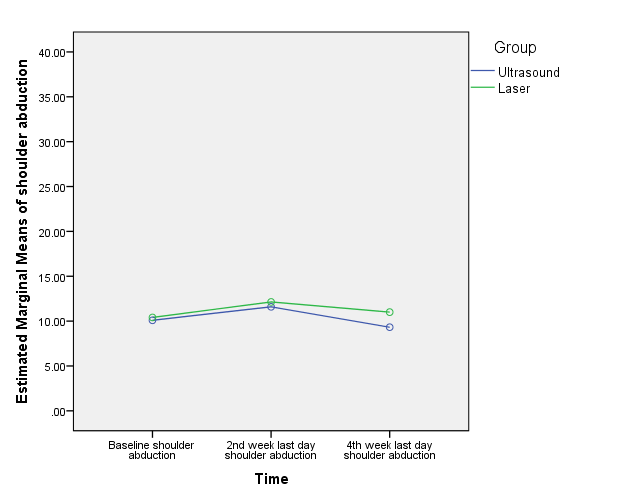 Group
Ultrasound
Laser
Estimated Marginal Means of shoulder abduction
40.00
35.00
30.00
25.00
20.00
15.00
10.00
5.00
.00
Baseline shoulder
abduction
2nd week last day
shoulder abduction
4th week last day
shoulder abduction
Time